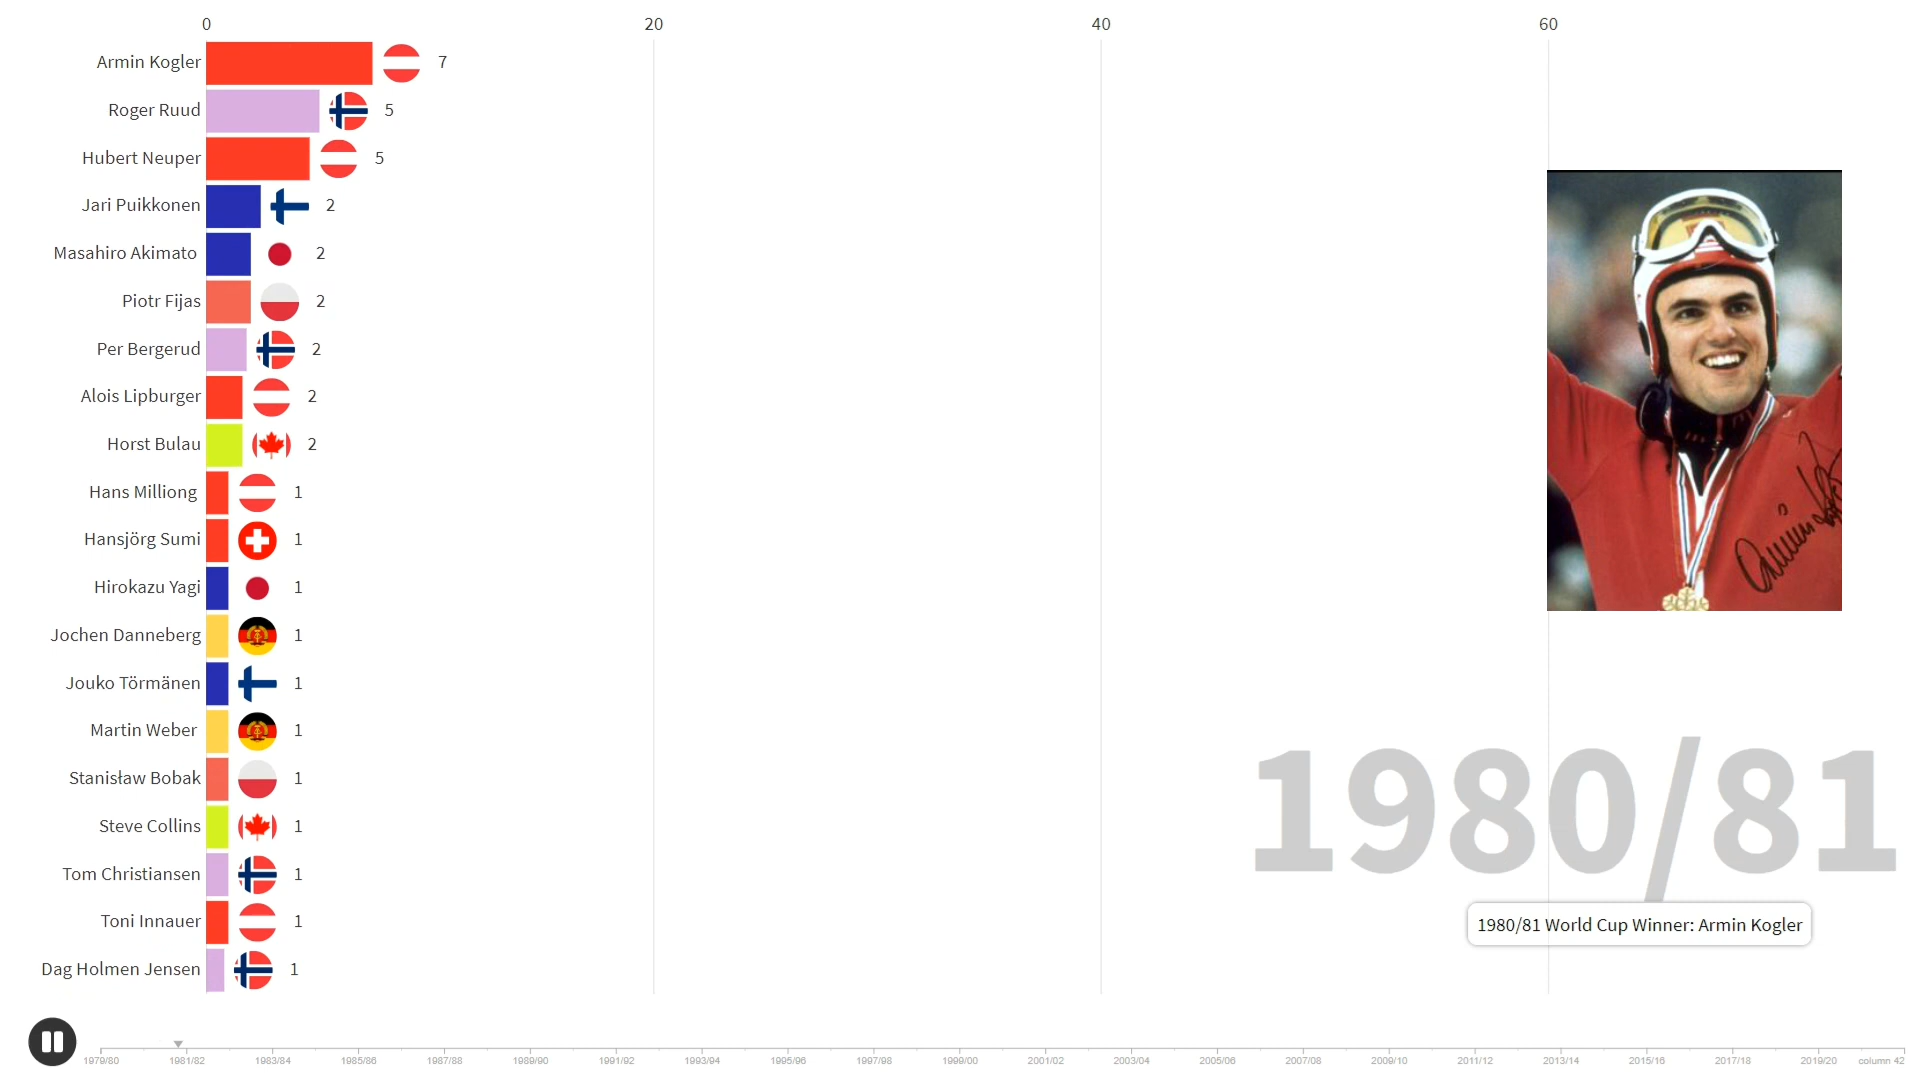 0 20 40 60
Armin Kogler 7
Roger Ruud 5
Hubert Neuper 5
Jari Puikkonen 2
Masahiro Akimato 2
Piotr Fijas 2
Per Bergerud 2
Alois Lipburger 2
Horst Bulau 2
Hans Milliong 1
Hansjörg Sumi 1
Hirokazu Yagi 1
Jochen Danneberg 1
Jouko Törmänen 1
Martin Weber 1
Stanisław Bobak 1
Steve Collins 1
Tom Christiansen 1
Toni Innauer 1
Dag Holmen Jensen 1
1980/81
1980/81 World Cup Winner: Armin Kogler
1979/80 1981/82 1983/84 1985/86 1987/88 1989/90 1991/92 1993/94 1995/96 1997/98 1999/00 2001/02 2003/04 2005/06 2007/08 2009/10 2011/12 2013/14 2015/16 2017/18 2019/20 column 42